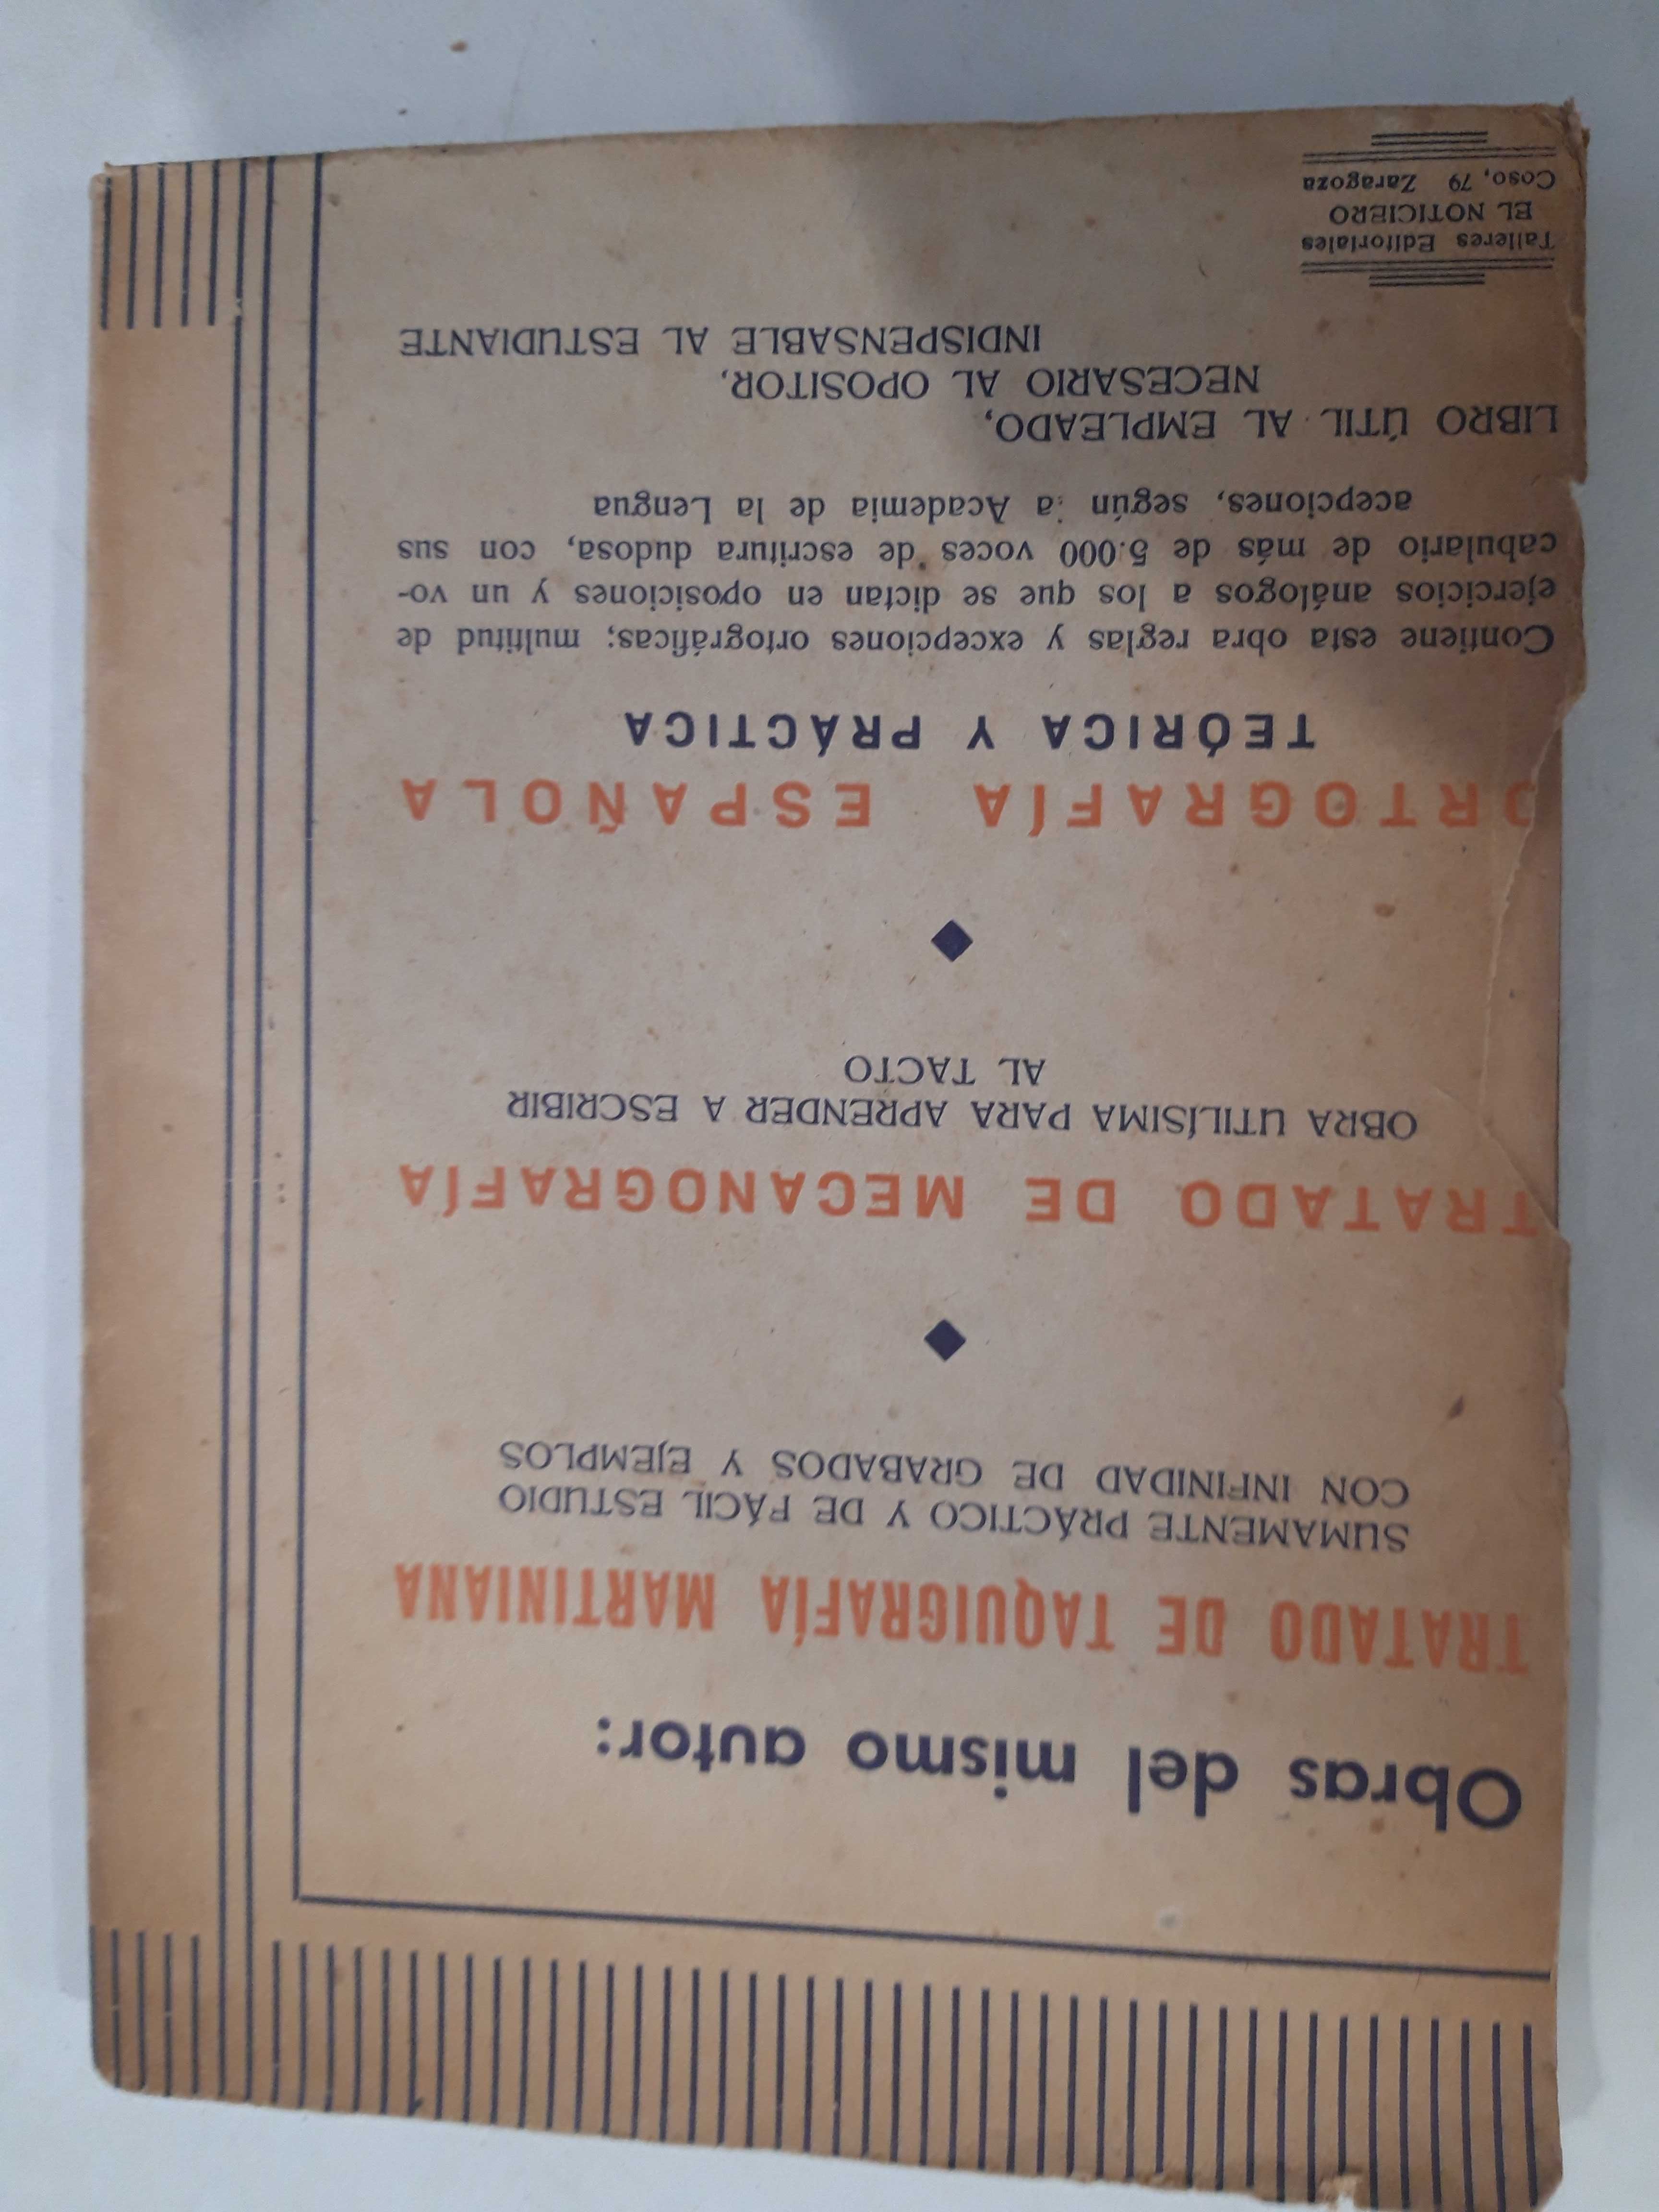 Obras del mismo autor:
TRATADO DE TAQUIGRAFÍA MARTINIANA
SUMAMENTE PRÁCTICO Y DE FÁCIL ESTUDIO
CON INFINIDAD DE GRABADOS Y EJEMPLOS
TRATADO DE MECANOGRAFÍA
OBRA UTILÍSIMA PARA APRENDER A ESCRIBIR
AL TACTO
ORTOGRAFÍA ESPAÑOLA
TEÓRICA Y PRÁCTICA
Contiene esta obra reglas y excepciones ortográficas; multitud de
ejercicios análogos a los que se dictan en oposiciones y un vo-
cabulario de más de 5.000 voces de escritura dudosa, con sus
acepciones, según a Academia de la Lengua
LIBRO ÚTIL AL EMPLEADO,
NECESARIO AL OPOSITOR,
INDISPENSABLE AL ESTUDIANTE
Talleres Editoriales
EL NOTICIERO
Coso, 79 Zaragoza